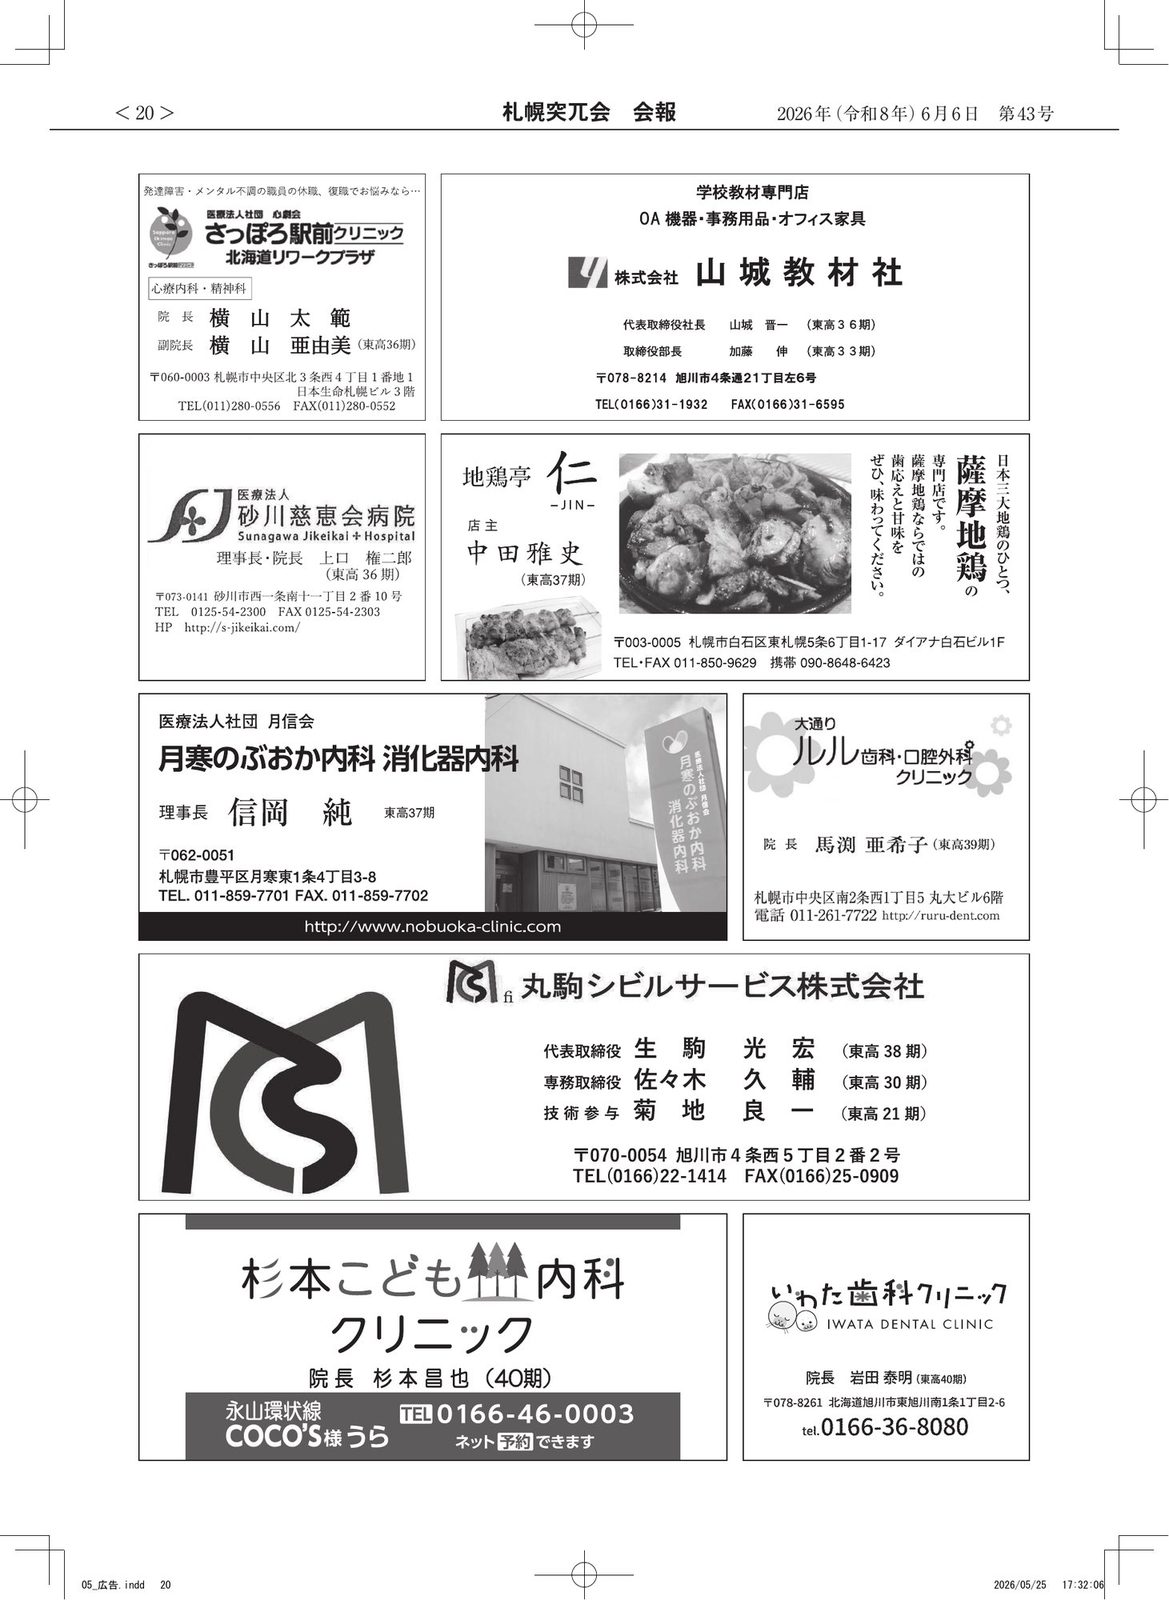 ＜20＞
札幌突兀会　会報
2026年（令和8年）6月6日　第43号
発達障害・メンタル不調の職員の休職、復職でお悩みなら…
医療法人社団　心劇会
さっぽろ駅前クリニック
北海道リワークプラザ
Sapporo Ekimae Clinic
さっぽろ駅前クリニック
心療内科・精神科
院　長　横　山　太　範
副院長　横　山　亜由美（東高36期）
〒060-0003 札幌市中央区北3条西4丁目1番地1
日本生命札幌ビル3階
TEL(011)280-0556　FAX(011)280-0552
学校教材専門店
OA機器・事務用品・オフィス家具
株式会社　山城教材社
代表取締役社長　山城　晋一　（東高36期）
取締役部長　加藤　伸　（東高33期）
〒078-8214　旭川市4条通21丁目左6号
TEL(0166)31-1932　FAX(0166)31-6595
医療法人
砂川慈恵会病院
Sunagawa Jikeikai Hospital
理事長・院長　上口　権二郎
（東高36期）
〒073-0141 砂川市西一条南十一丁目2番10号
TEL　0125-54-2300　FAX 0125-54-2303
HP　http://s-jikeikai.com/
地鶏亭　仁
–JIN–
店主
中田雅史
（東高37期）
日本三大地鶏のひとつ、
薩摩地鶏の
専門店です。
薩摩地鶏ならではの
歯応えと甘味を
ぜひ、味わってください。
〒003-0005 札幌市白石区東札幌5条6丁目1-17 ダイアナ白石ビル1F
TEL・FAX 011-850-9629　携帯 090-8648-6423
医療法人社団 月信会
月寒のぶおか内科 消化器内科
理事長　信岡　純　東高37期
〒062-0051
札幌市豊平区月寒東1条4丁目3-8
TEL. 011-859-7701 FAX. 011-859-7702
医療法人社団 月信会
月寒のぶおか内科
消化器内科
http://www.nobuoka-clinic.com
大通り
ルル歯科・口腔外科
クリニック
院　長　馬渕 亜希子（東高39期）
札幌市中央区南2条西1丁目5 丸大ビル6階
電話 011-261-7722 http://ruru-dent.com
fi 丸駒シビルサービス株式会社
代表取締役　生　駒　光　宏　（東高38期）
専務取締役　佐々木　久　輔　（東高30期）
技術参与　菊　地　良　一　（東高21期）
〒070-0054 旭川市4条西5丁目2番2号
TEL(0166)22-1414　FAX(0166)25-0909
杉本こども内科
クリニック
院長　杉本昌也（40期）
永山環状線
COCO'S様うら
TEL 0166-46-0003
ネット予約できます
いわた歯科クリニック
IWATA DENTAL CLINIC
院長　岩田 泰明（東高40期）
〒078-8261 北海道旭川市東旭川南1条1丁目2-6
tel.0166-36-8080
05_広告.indd　20
2026/05/25　17:32:06